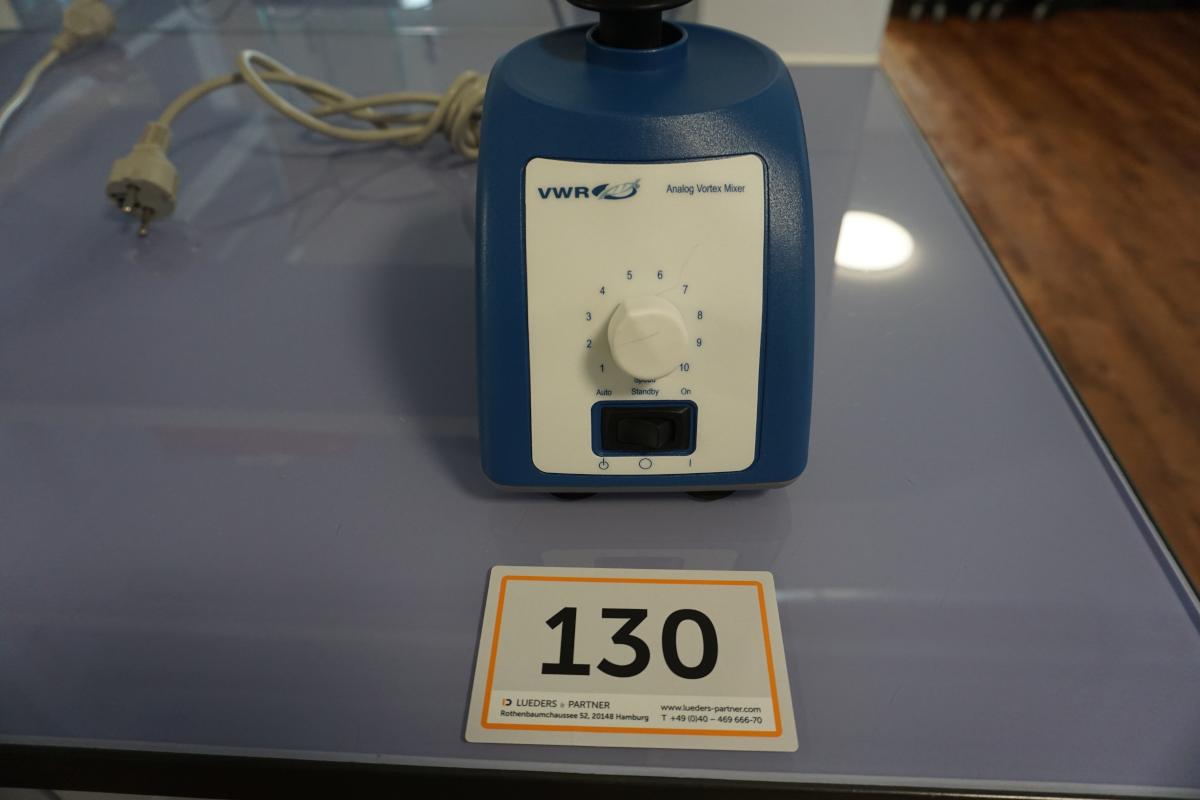 VWR
Analog Vortex Mixer
5 6
4 7
3 8
2 9
1 10
Speed
Auto Standby On
130
LUEDERS & PARTNER
Rothenbaumchaussee 52, 20148 Hamburg
www.lueders-partner.com
T +49 (0)40 – 469 666-70